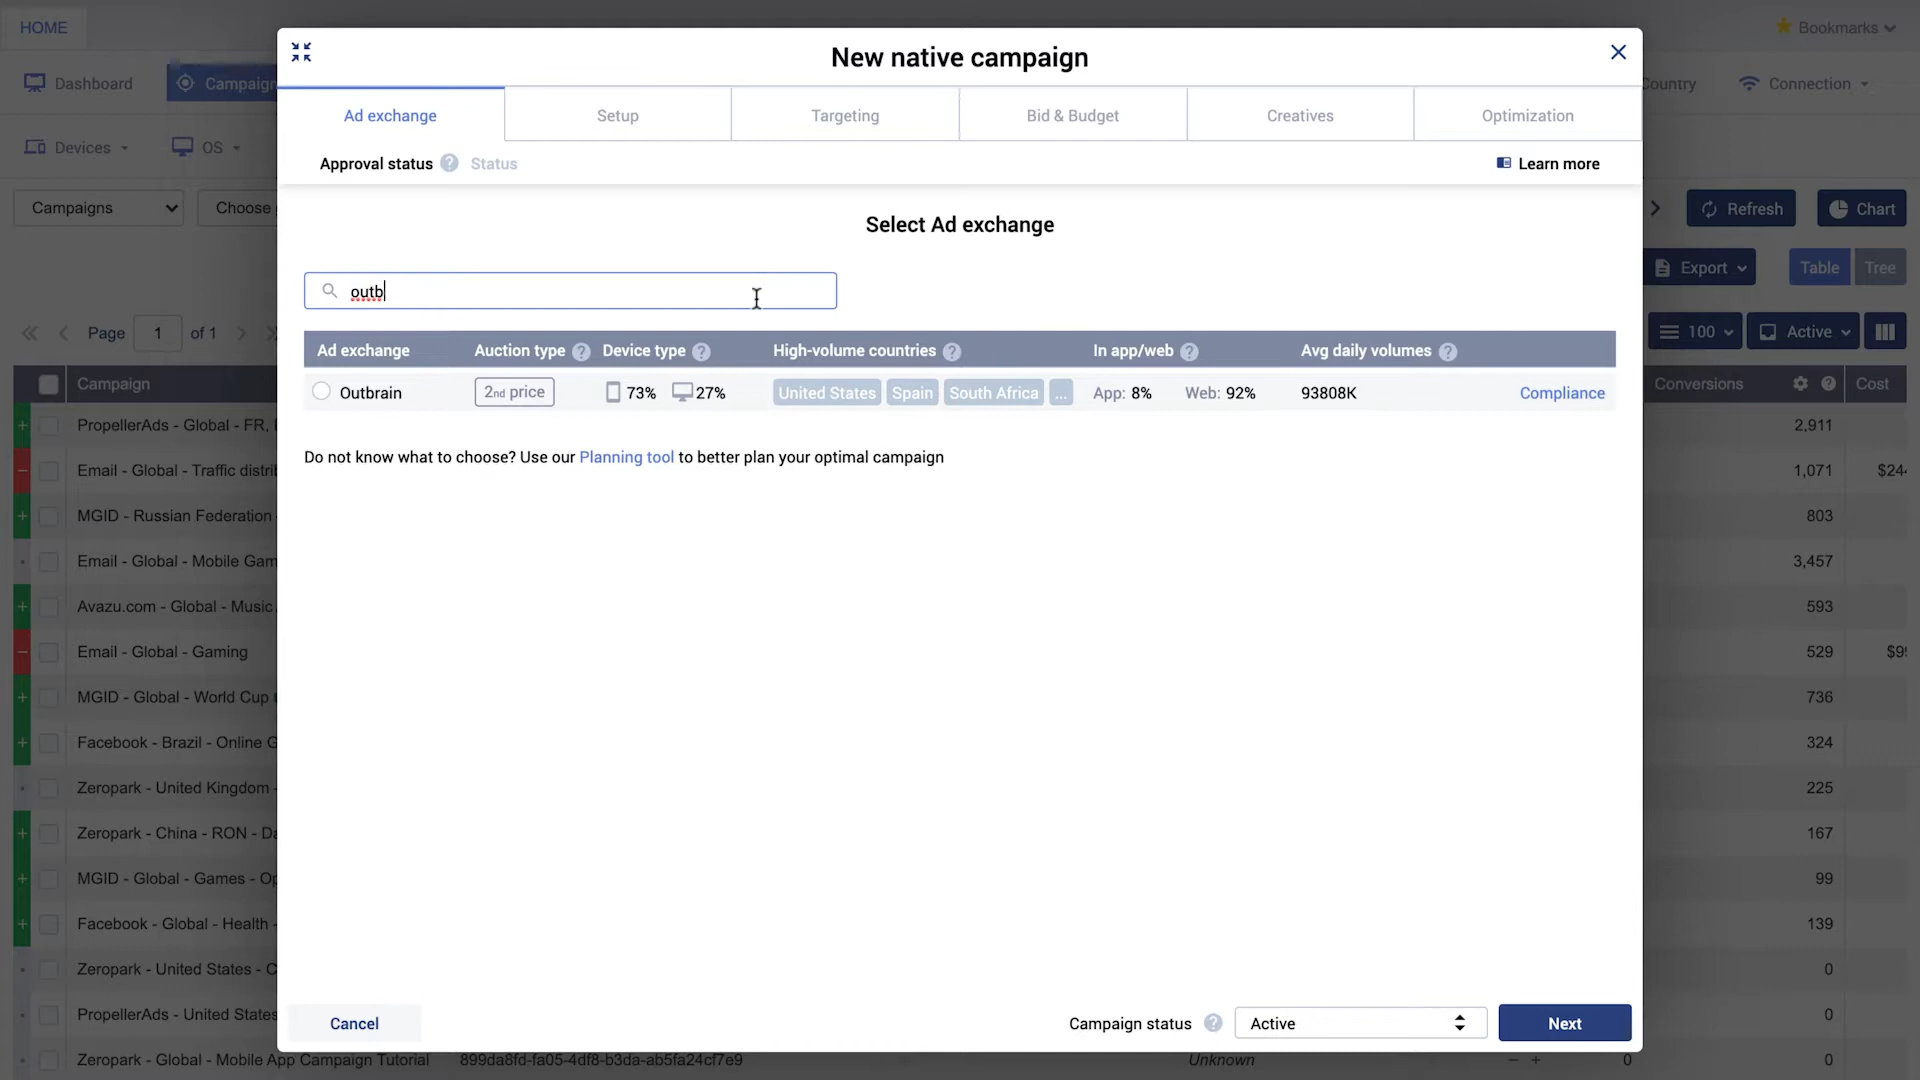 HOME
Bookmarks
New native campaign
Dashboard
Campaign
Country
Connection
Ad exchange
Setup
Targeting
Bid & Budget
Creatives
Optimization
Devices
OS
Approval status ? Status
Learn more
Campaigns
Choose
Refresh
Chart
Select Ad exchange
Export
Table
Tree
outb
Page 1 of 1
100
Active
Ad exchange
Auction type ?
Device type ?
High-volume countries ?
In app/web ?
Avg daily volumes ?
Campaign
Conversions ?
Cost
Outbrain
2nd price
73%
27%
United States
Spain
South Africa
...
App: 8%
Web: 92%
93808K
Compliance
PropellerAds - Global - FR,
2,911
Do not know what to choose? Use our Planning tool to better plan your optimal campaign
Email - Global - Traffic distri
1,071
$24
MGID - Russian Federation
803
Email - Global - Mobile Gam
3,457
Avazu.com - Global - Music
593
Email - Global - Gaming
529
$9
MGID - Global - World Cup
736
Facebook - Brazil - Online G
324
Zeropark - United Kingdom -
225
Zeropark - China - RON - Da
167
MGID - Global - Games - Op
99
Facebook - Global - Health -
139
Zeropark - United States - C
0
PropellerAds - United States
0
Cancel
Campaign status ?
Active
Next
Zeropark - Global - Mobile App Campaign Tutorial
899da8fd-fa05-4df8-b3da-ab5fa24cf7e9
Unknown
0
0